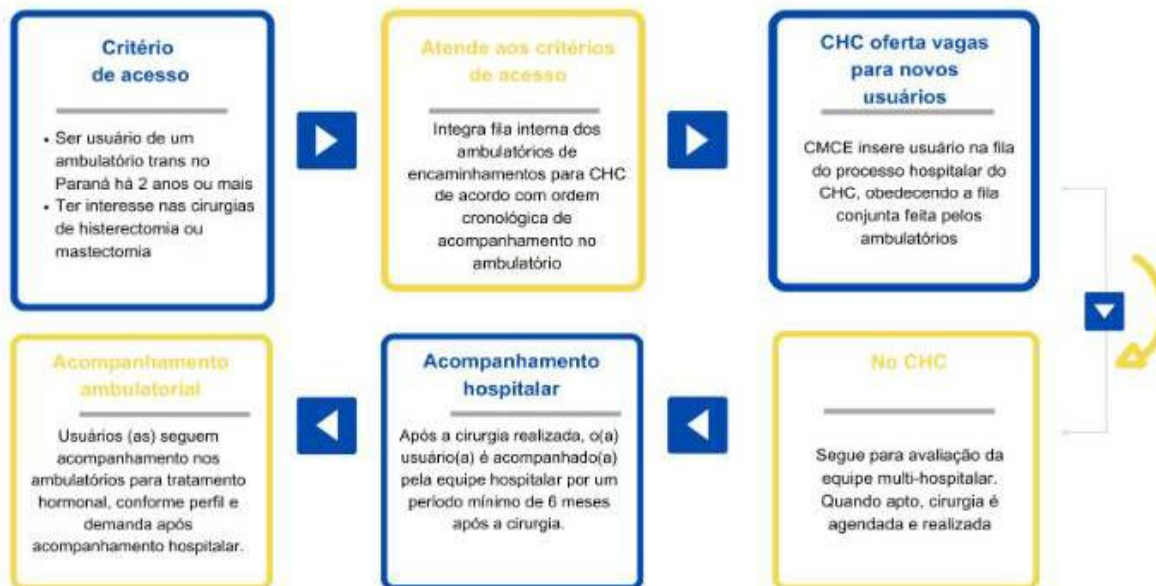 Critério
de acesso
• Ser usuário de um
ambulatório trans no
Paraná há 2 anos ou mais
• Ter interesse nas cirurgias
de histerectomia ou
mastectomia
Atende aos critérios
de acesso
Integra fila interna dos
ambulatórios de
encaminhamentos para CHC
de acordo com ordem
cronológica de
acompanhamento no
ambulatório
CHC oferta vagas
para novos
usuários
CMCE insere usuário na fila
do processo hospitalar do
CHC, obedecendo a fila
conjunta feita pelos
ambulatórios
No CHC
Segue para avaliação da
equipe multi-hospitalar.
Quando apto, cirurgia é
agendada e realizada
Acompanhamento
hospitalar
Após a cirurgia realizada, o(a)
usuário(a) é acompanhado(a)
pela equipe hospitalar por um
período mínimo de 6 meses
após a cirurgia.
Acompanhamento
ambulatorial
Usuários (as) seguem
acompanhamento nos
ambulatórios para tratamento
hormonal, conforme perfil e
demanda após
acompanhamento hospitalar.